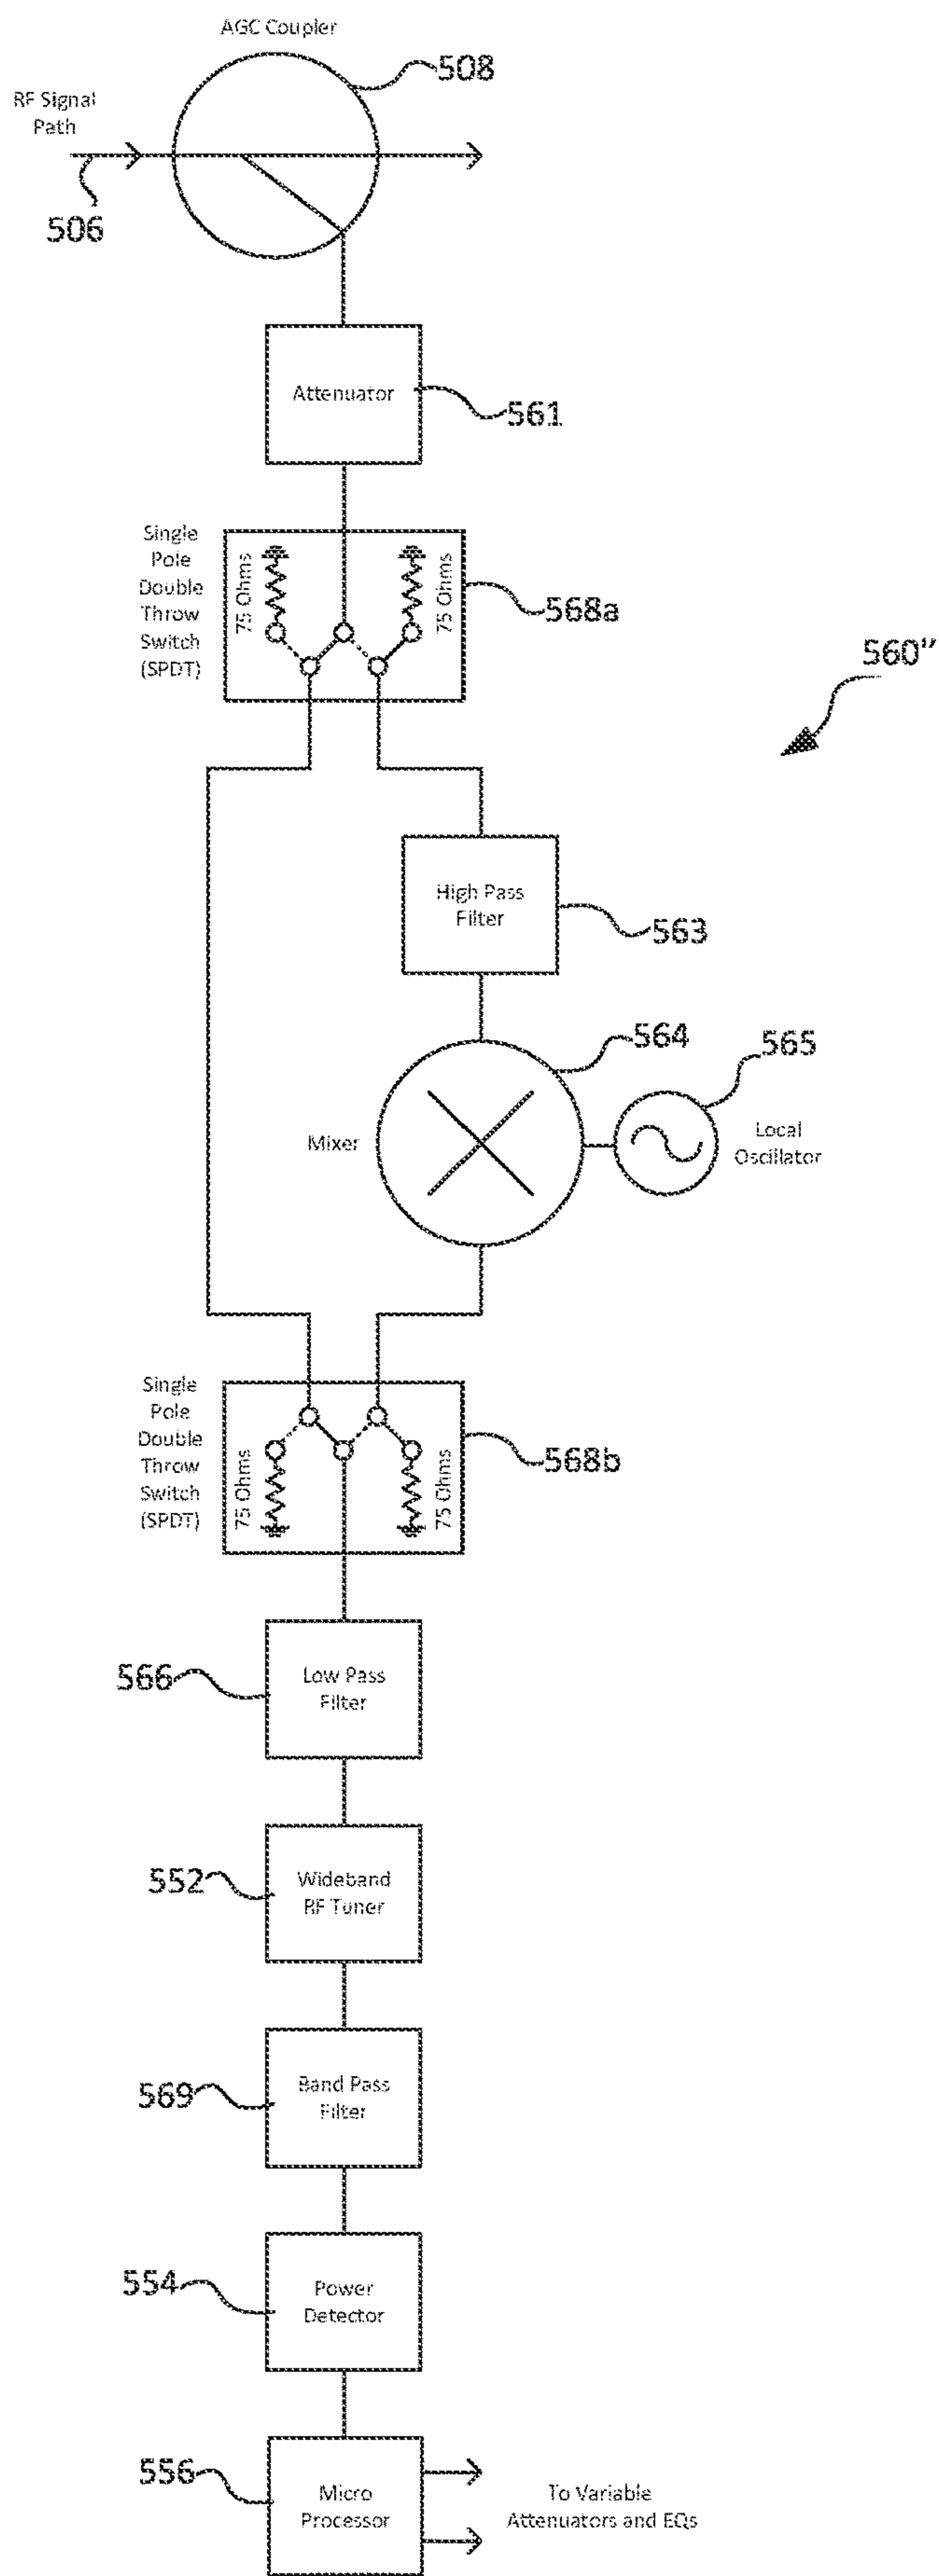 AGC Coupler
508
RF Signal
Path
506
Attenuator
561
Single
Pole
Double
Throw
Switch
(SPDT)
75 Ohms
75 Ohms
568a
560”
High Pass
Filter
563
564
565
Mixer
Local
Oscillator
Single
Pole
Double
Throw
Switch
(SPDT)
75 Ohms
75 Ohms
568b
566
Low Pass
Filter
552
Wideband
RF Tuner
569
Band Pass
Filter
554
Power
Detector
556
Micro
Processor
To Variable
Attenuators and EQs